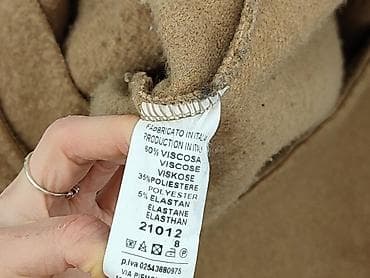 FABBRICATO IN ITALIA
PRODUCTION IN ITALY
60% VISCOSA
VISCOSE
VISKOSE
35% POLIESTERE
POLYESTER
5% ELASTAN
ELASTANE
ELASTHAN
21012
8
p.iva 02543680975
VIA